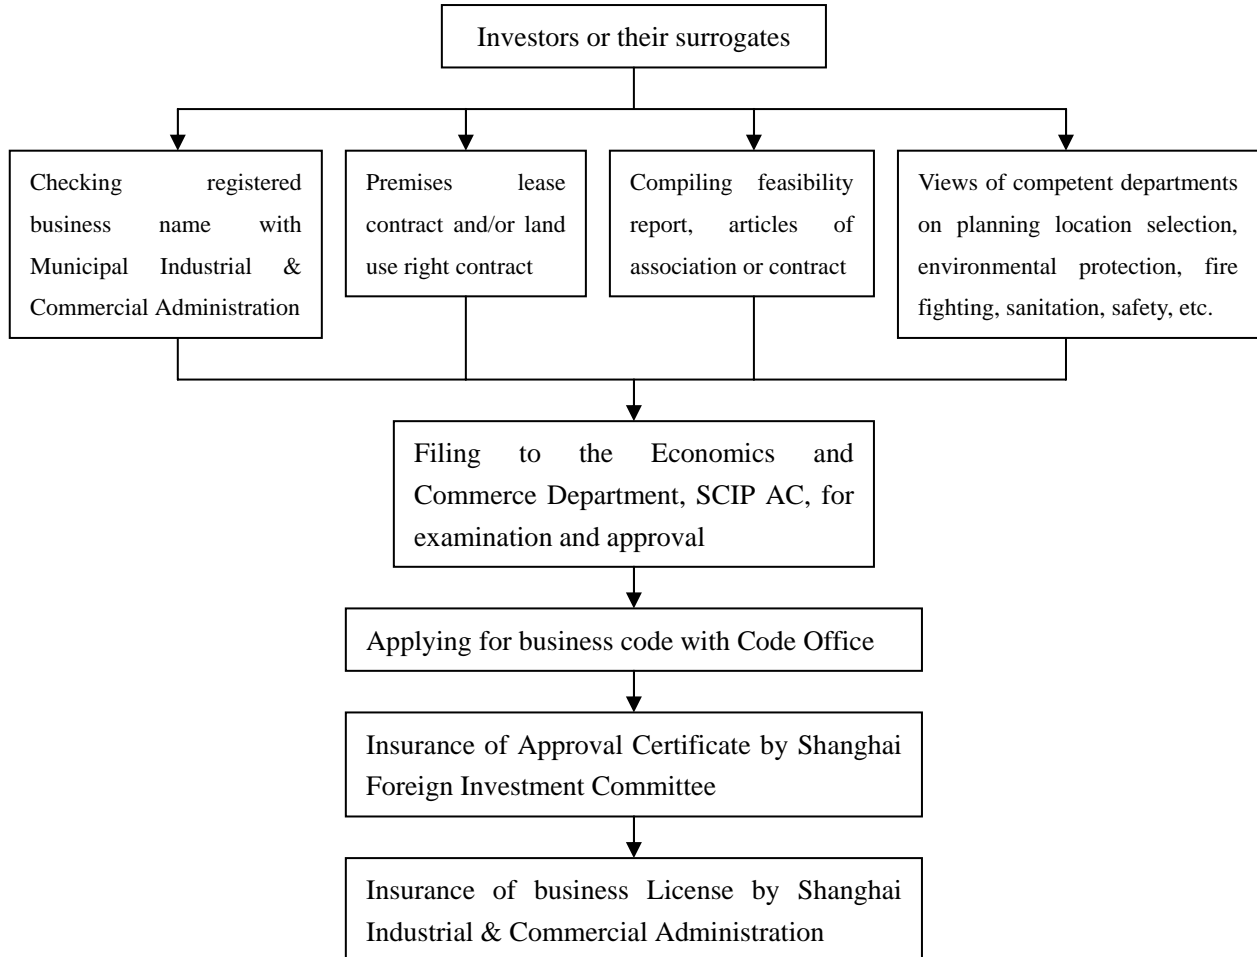 Investors or their surrogates
Checking registered
business name with
Municipal Industrial &
Commercial Administration
Premises lease
contract and/or land
use right contract
Compiling feasibility
report, articles of
association or contract
Views of competent departments
on planning location selection,
environmental protection, fire
fighting, sanitation, safety, etc.
Filing to the Economics and
Commerce Department, SCIP AC, for
examination and approval
Applying for business code with Code Office
Insurance of Approval Certificate by Shanghai
Foreign Investment Committee
Insurance of business License by Shanghai
Industrial & Commercial Administration